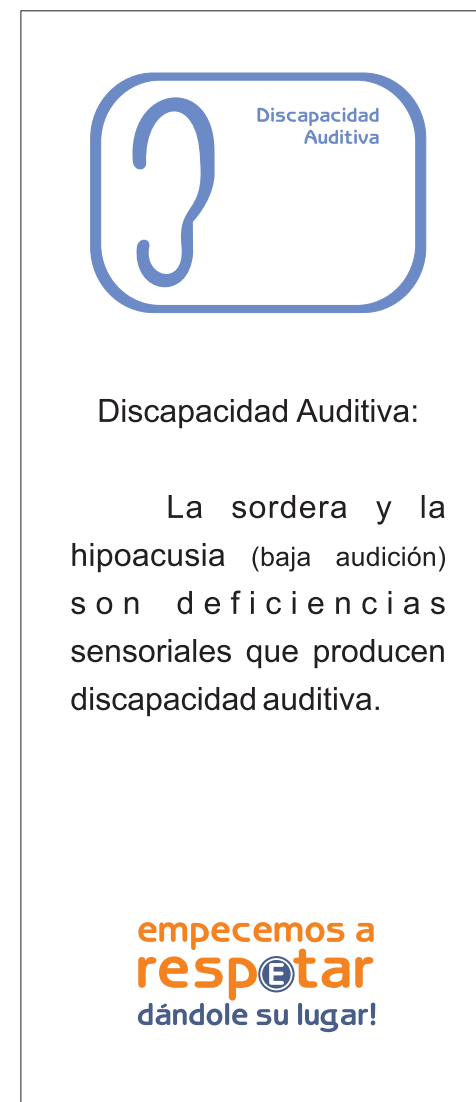 Discapacidad
Auditiva
Discapacidad Auditiva:
La sordera y la
hipoacusia (baja audición)
son deficiencias
sensoriales que producen
discapacidad auditiva.
empecemos a
respEtar
dándole su lugar!